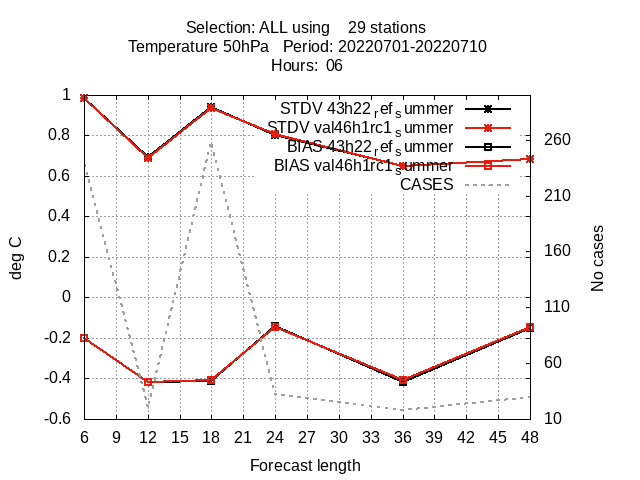 Selection: ALL using 29 stations
Temperature 50hPa Period: 20220701-20220710
Hours: 06
STDV 43h22_ref_summer
STDV val46h1rc1_summer
BIAS 43h22_ref_summer
BIAS val46h1rc1_summer
CASES
1
0.8
0.6
0.4
0.2
0
-0.2
-0.4
-0.6
deg C
260
210
160
110
60
10
No cases
6 9 12 15 18 21 24 27 30 33 36 39 42 45 48
Forecast length